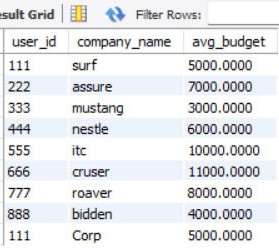 esult Grid Filter Rows:
user_id company_name avg_budget
111 surf 5000.0000
222 assure 7000.0000
333 mustang 3000.0000
444 nestle 6000.0000
555 itc 10000.0000
666 cruser 11000.0000
777 roaver 8000.0000
888 bidden 4000.0000
111 Corp 5000.0000